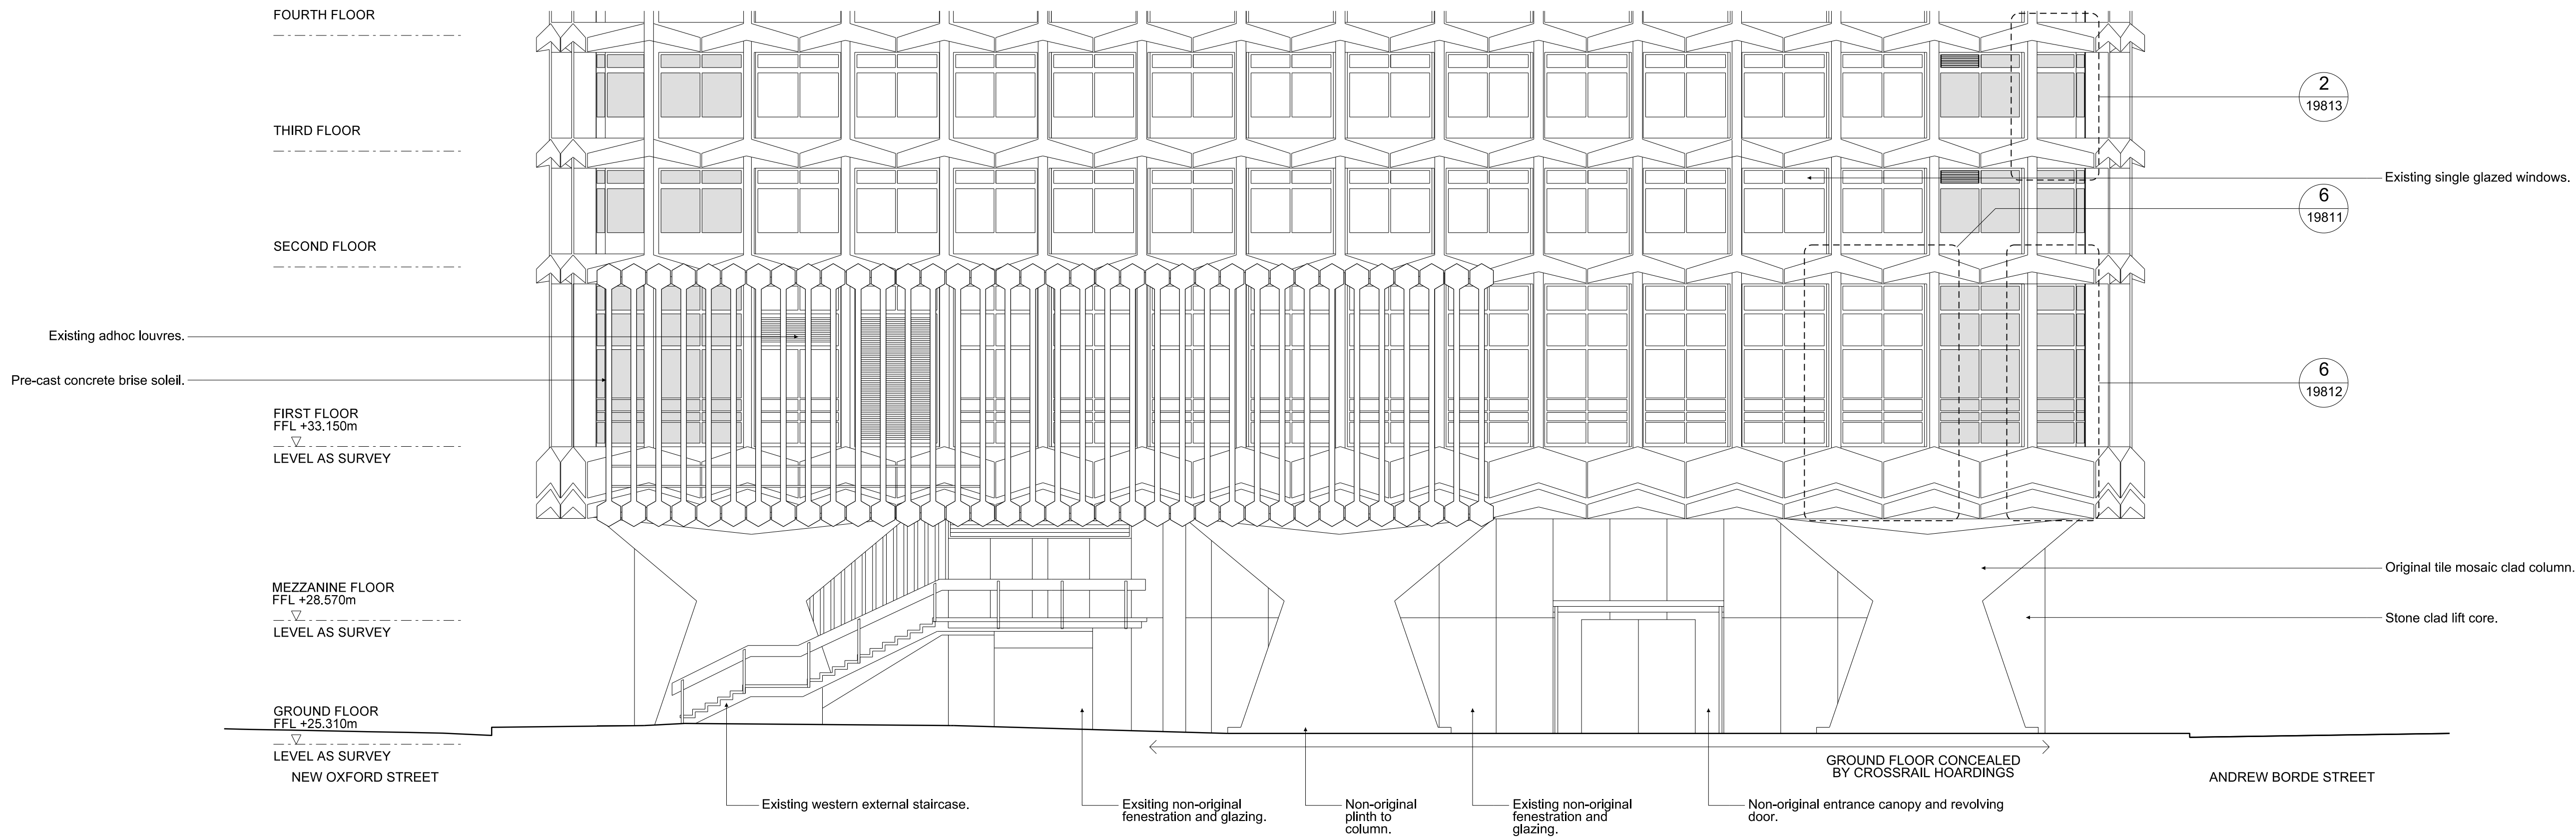 FOURTH FLOOR
THIRD FLOOR
SECOND FLOOR
Existing adhoc louvres.
Pre-cast concrete brise soleil.
FIRST FLOOR
FFL +33.150m
LEVEL AS SURVEY
MEZZANINE FLOOR
FFL +28.570m
LEVEL AS SURVEY
GROUND FLOOR
FFL +25.310m
LEVEL AS SURVEY
NEW OXFORD STREET
2
19813
Existing single glazed windows.
6
19811
6
19812
Original tile mosaic clad column.
Stone clad lift core.
GROUND FLOOR CONCEALED
BY CROSSRAIL HOARDINGS
ANDREW BORDE STREET
Existing western external staircase.
Exsiting non-original
fenestration and glazing.
Non-original
plinth to
column.
Existing non-original
fenestration and
glazing.
Non-original entrance canopy and revolving
door.